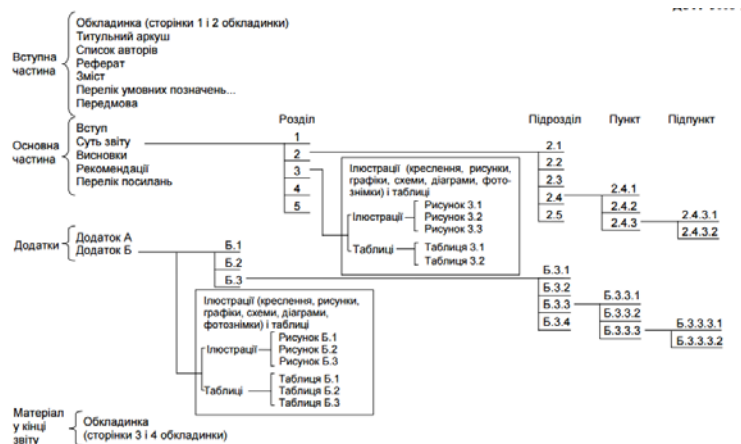 Обкладинка (сторінки 1 і 2 обкладинки)
Титульний аркуш
Список авторів
Вступна
частина
Реферат
Зміст
Перелік умовних позначень...
Передмова
Розділ
Підрозділ
Пункт
Підпункт
Основна
частина
Вступ
Суть звіту
Висновки
Рекомендації
Перелік посилань
1
2
3
4
5
2.1
2.2
2.3
2.4
2.5
2.4.1
2.4.2
2.4.3
2.4.3.1
2.4.3.2
Ілюстрації (креслення, рисунки,
графіки, схеми, діаграми, фото-
знімки) і таблиці
Ілюстрації
Рисунок 3.1
Рисунок 3.2
Рисунок 3.3
Таблиці
Таблиця 3.1
Таблиця 3.2
Додатки
Додаток А
Додаток Б
Б.1
Б.2
Б.3
Б.3.1
Б.3.2
Б.3.3
Б.3.4
Б.3.3.1
Б.3.3.2
Б.3.3.3
Б.3.3.3.1
Б.3.3.3.2
Ілюстрації (креслення, рисунки,
графіки, схеми, діаграми,
фотознімки) і таблиці
Ілюстрації
Рисунок Б.1
Рисунок Б.2
Рисунок Б.3
Таблиці
Таблиця Б.1
Таблиця Б.2
Таблиця Б.3
Матеріал
у кінці
звіту
Обкладинка
(сторінки 3 і 4 обкладинки)